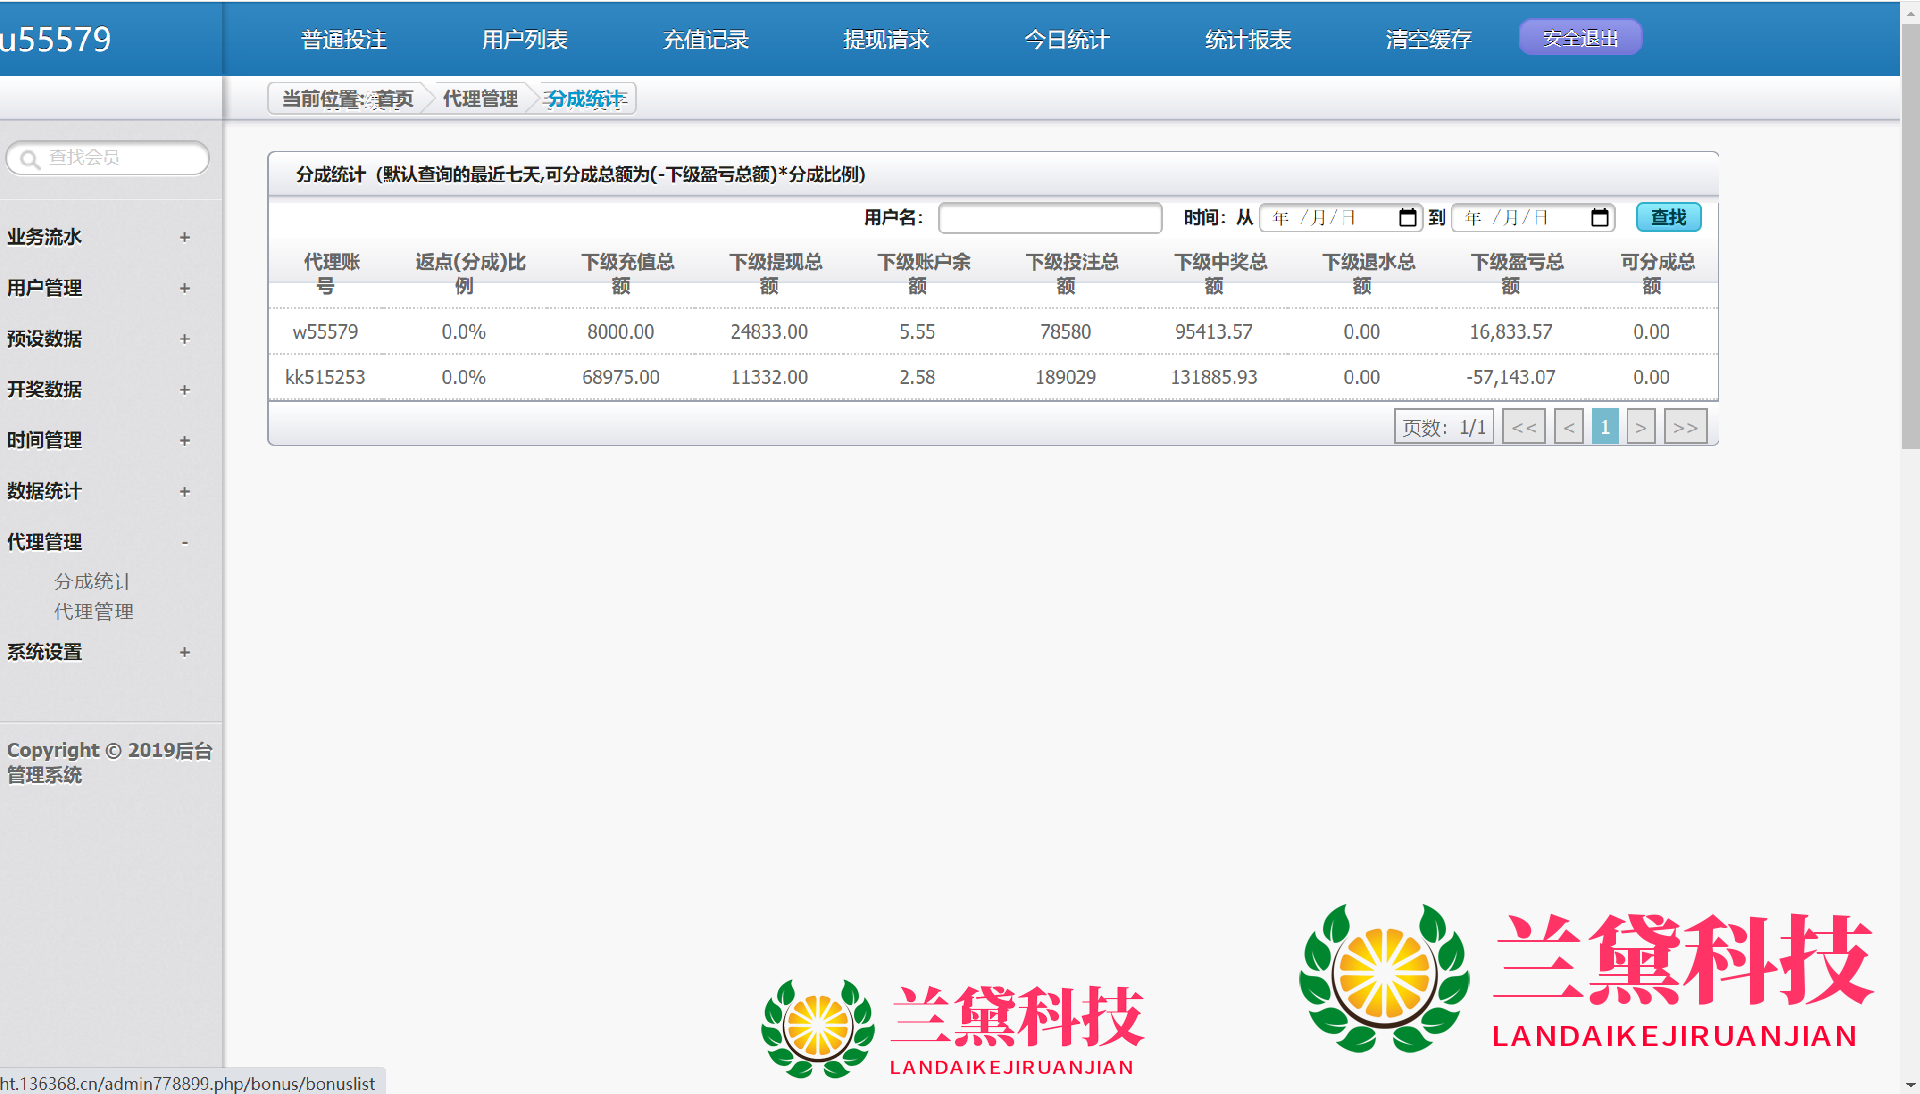 u55579
普通投注 用户列表 充值记录 提现请求 今日统计 统计报表 清空缓存 安全退出
当前位置: 首页 代理管理 分成统计
查找会员
业务流水 +
用户管理 +
预设数据 +
开奖数据 +
时间管理 +
数据统计 +
代理管理 -
分成统计
代理管理
系统设置 +
Copyright © 2019后台
管理系统
分成统计 (默认查询的最近七天,可分成总额为(-下级盈亏总额)*分成比例)
用户名: 时间: 从 年 /月/日 到 年 /月/日 查找
代理账号 返点(分成)比例 下级充值总额 下级提现总额 下级账户余额 下级投注总额 下级中奖总额 下级退水总额 下级盈亏总额 可分成总额
w55579 0.0% 8000.00 24833.00 5.55 78580 95413.57 0.00 16,833.57 0.00
kk515253 0.0% 68975.00 11332.00 2.58 189029 131885.93 0.00 -57,143.07 0.00
页数: 1/1 << < 1 > >>
兰黛科技
LANDAIKEJIRUANJIAN
兰黛科技
LANDAIKEJIRUANJIAN
ht.136368.cn/admin778899.php/bonus/bonuslist